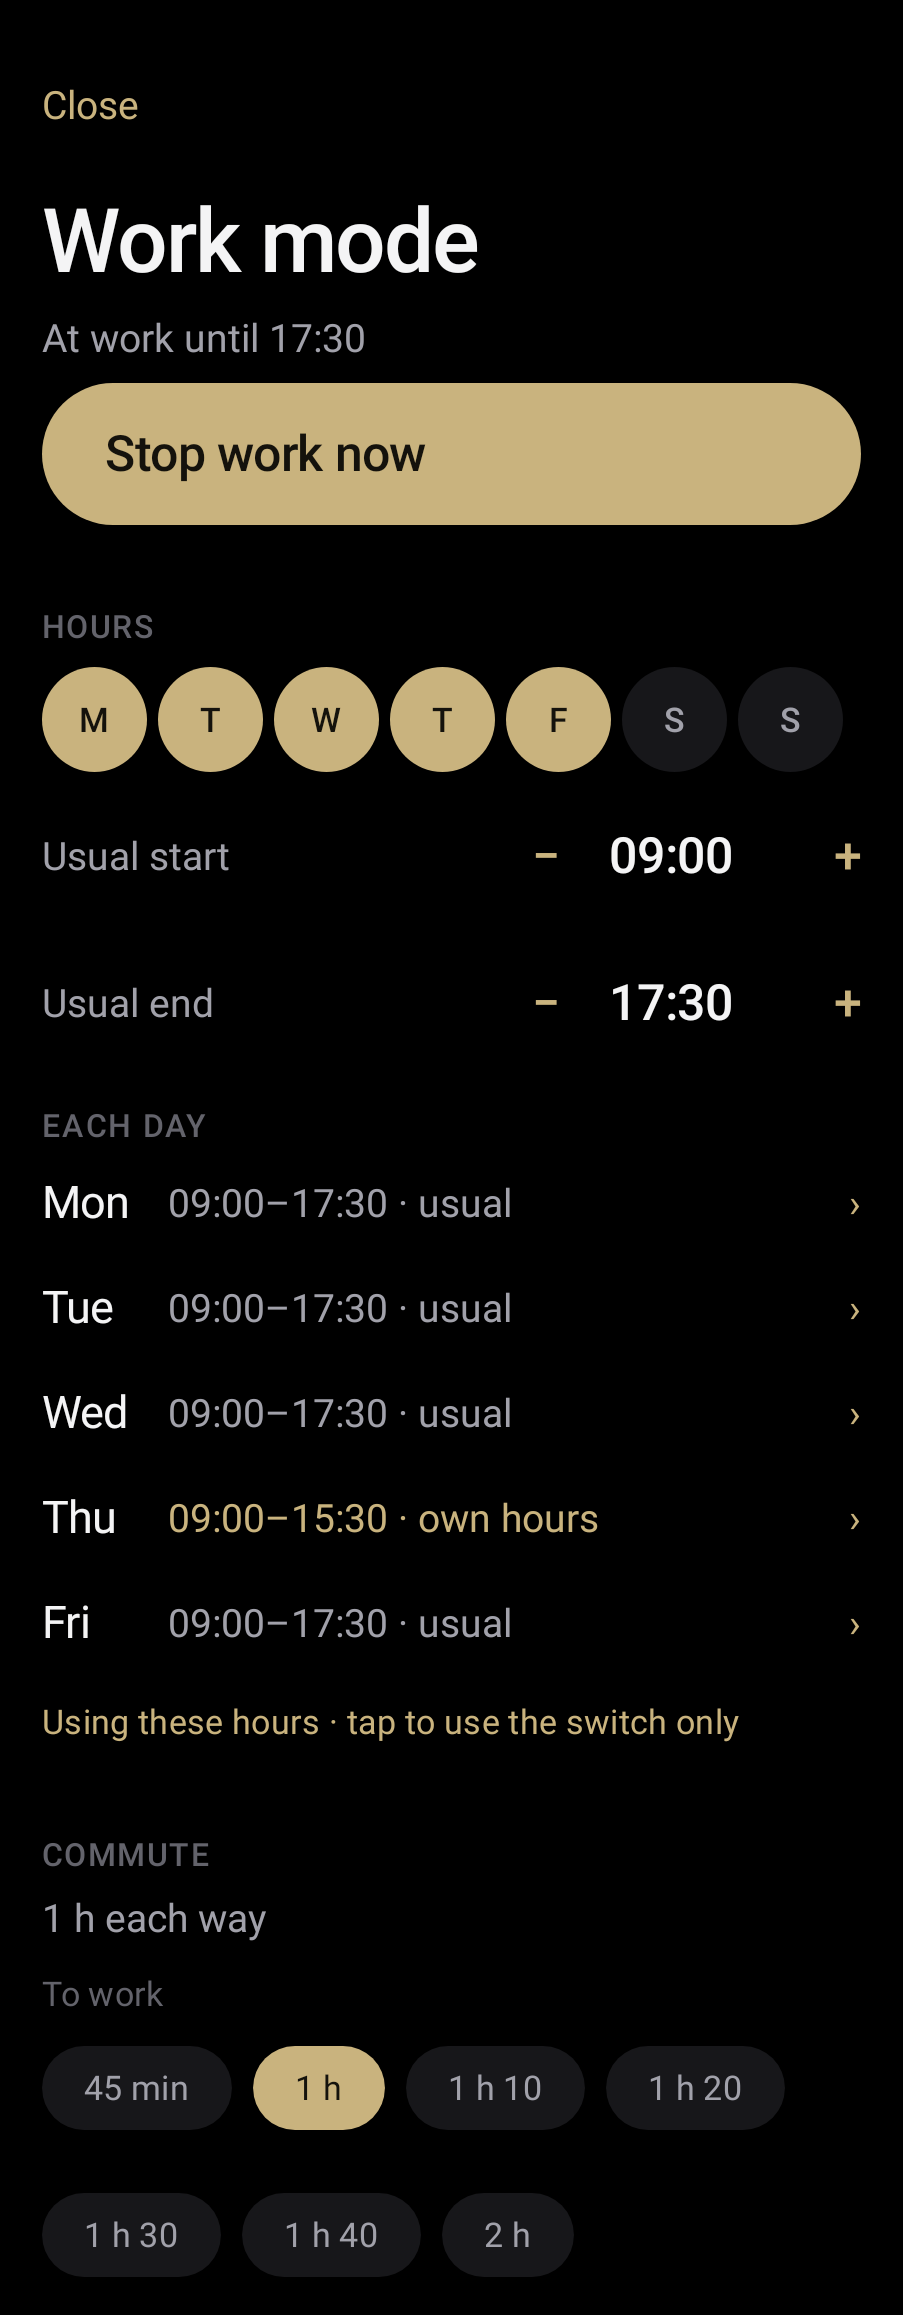 Close
Work mode
At work until 17:30
Stop work now
HOURS
M T W T F S S
Usual start − 09:00 +
Usual end − 17:30 +
EACH DAY
Mon 09:00–17:30 · usual ›
Tue 09:00–17:30 · usual ›
Wed 09:00–17:30 · usual ›
Thu 09:00–15:30 · own hours ›
Fri 09:00–17:30 · usual ›
Using these hours · tap to use the switch only
COMMUTE
1 h each way
To work
45 min 1 h 1 h 10 1 h 20
1 h 30 1 h 40 2 h